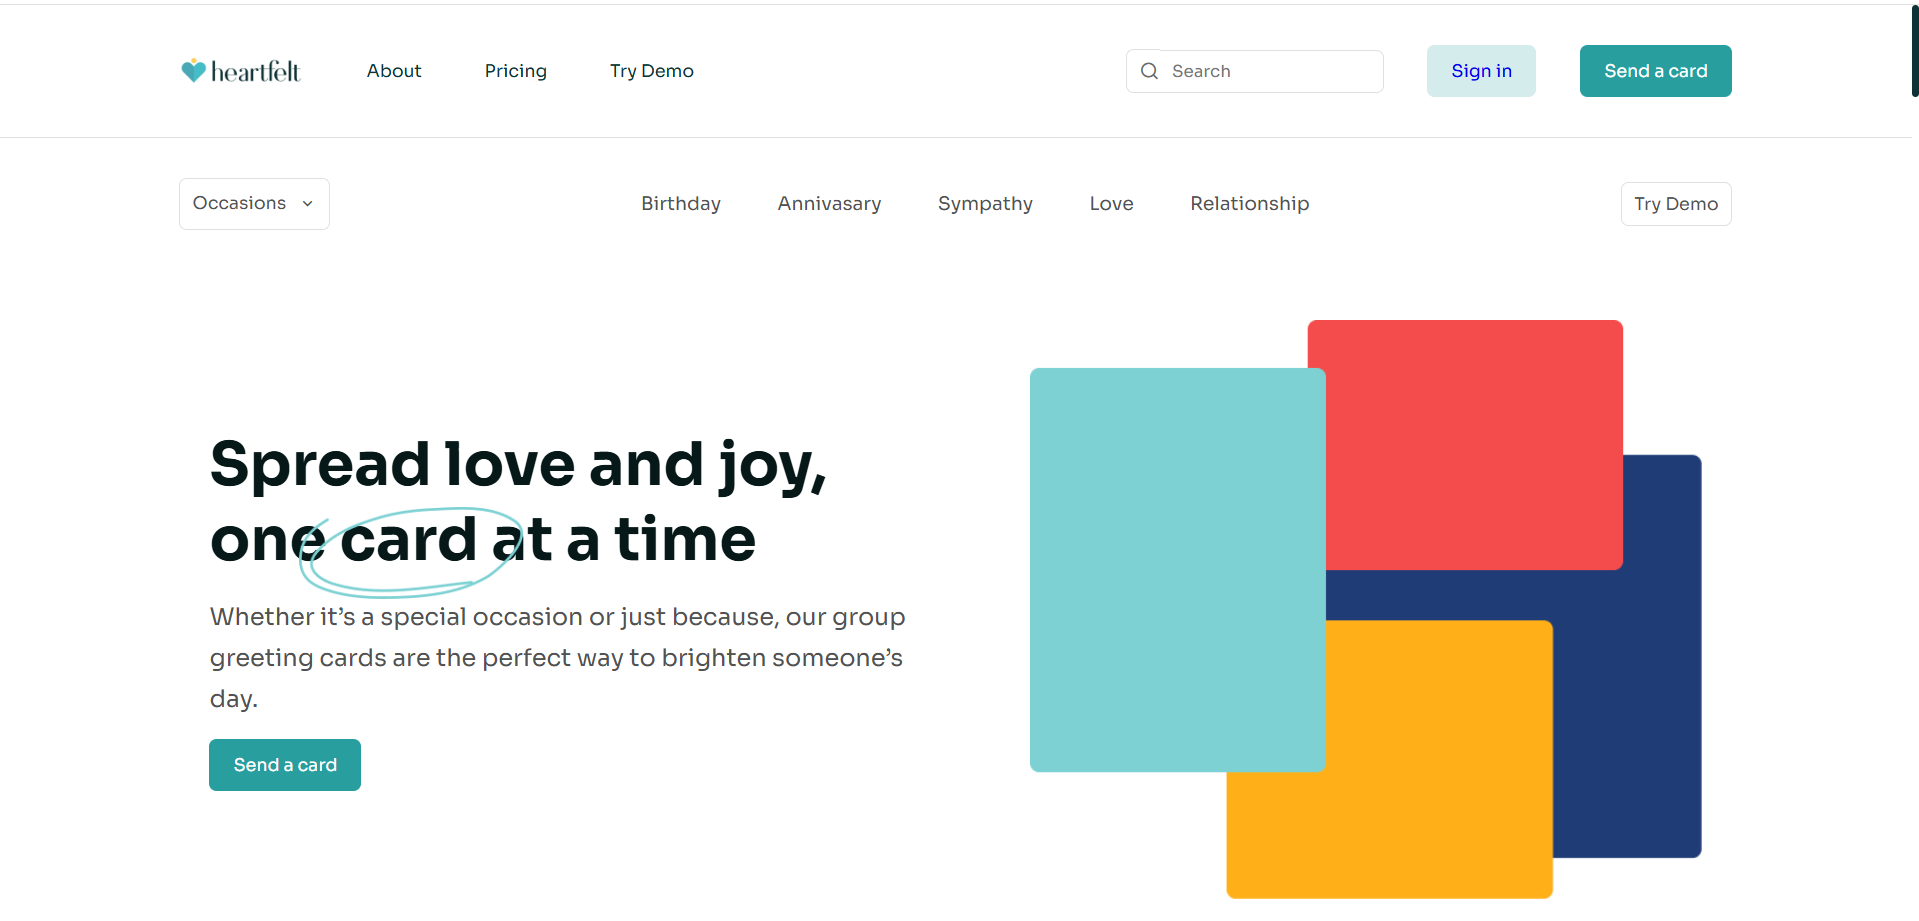 heartfelt About Pricing Try Demo Search Sign in Send a card
Occasions Birthday Annivasary Sympathy Love Relationship Try Demo
Spread love and joy,
one card at a time
Whether it’s a special occasion or just because, our group
greeting cards are the perfect way to brighten someone’s
day.
Send a card